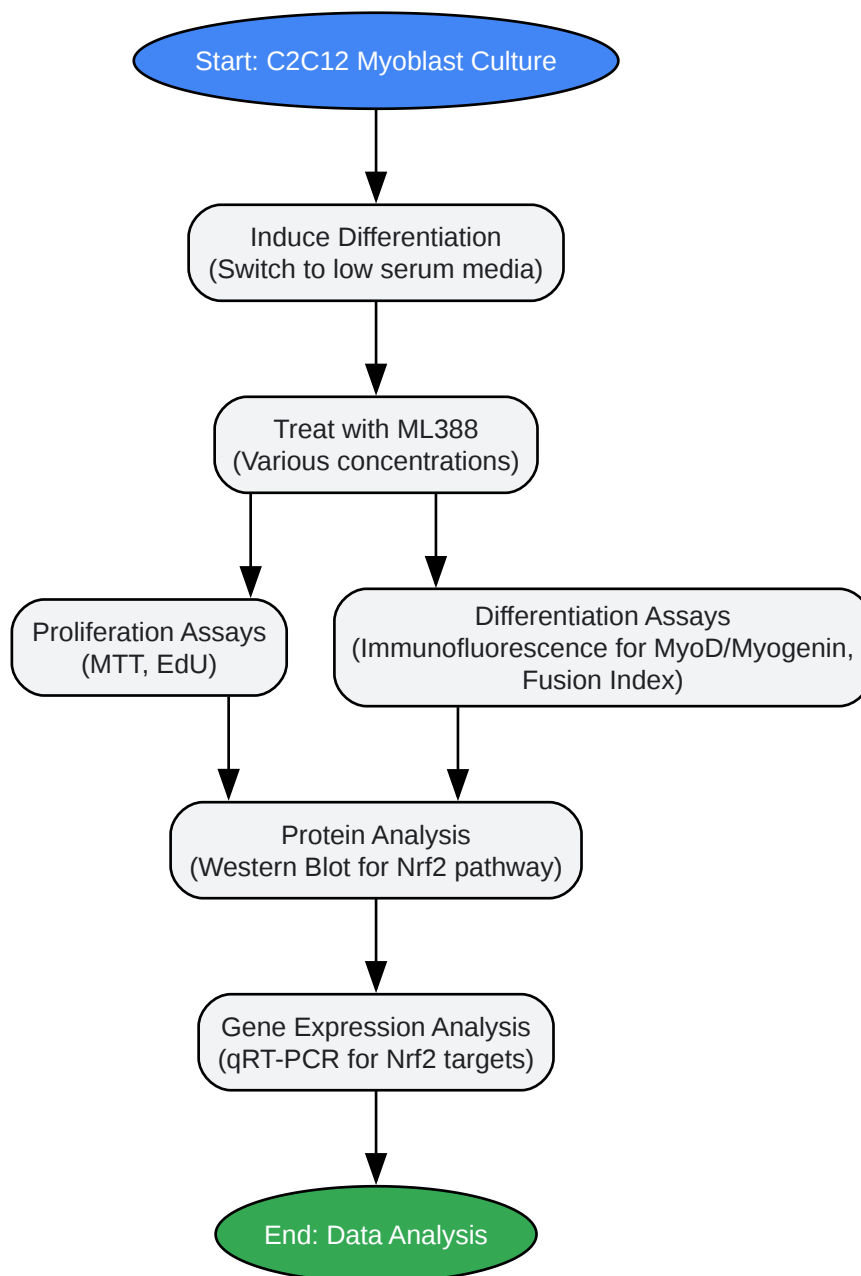 Start: C2C12 Myoblast Culture
Induce Differentiation
(Switch to low serum media)
Treat with ML388
(Various concentrations)
Proliferation Assays
(MTT, EdU)
Differentiation Assays
(Immunofluorescence for MyoD/Myogenin,
Fusion Index)
Protein Analysis
(Western Blot for Nrf2 pathway)
Gene Expression Analysis
(qRT-PCR for Nrf2 targets)
End: Data Analysis